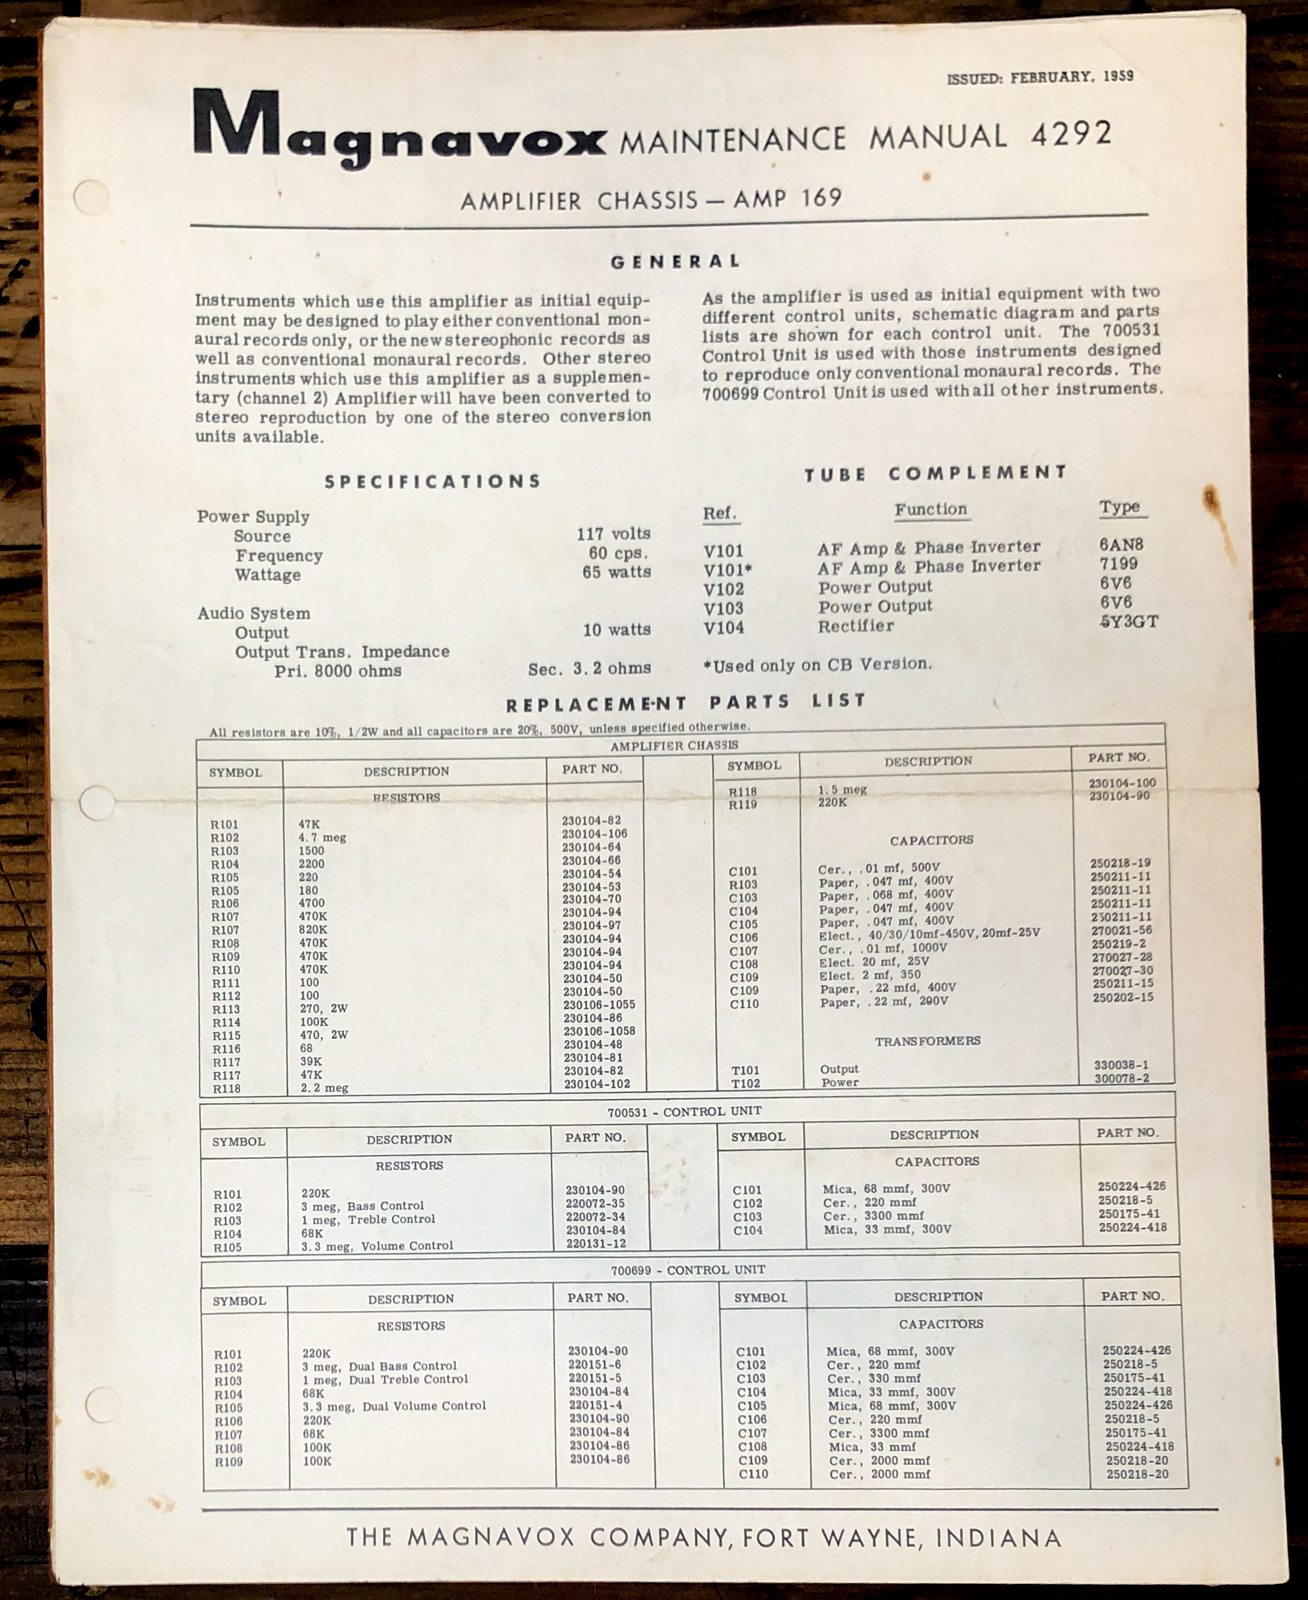 ISSUED: FEBRUARY, 1959
Magnavox MAINTENANCE MANUAL 4292
AMPLIFIER CHASSIS — AMP 169
GENERAL
Instruments which use this amplifier as initial equip-
ment may be designed to play either conventional mon-
aural records only, or the new stereophonic records as
well as conventional monaural records. Other stereo
instruments which use this amplifier as a supplemen-
tary (channel 2) Amplifier will have been converted to
stereo reproduction by one of the stereo conversion
units available.
As the amplifier is used as initial equipment with two
different control units, schematic diagram and parts
lists are shown for each control unit. The 700531
Control Unit is used with those instruments designed
to reproduce only conventional monaural records. The
700699 Control Unit is used with all other instruments.
SPECIFICATIONS
Power Supply
Source 117 volts
Frequency 60 cps.
Wattage 65 watts
Audio System
Output 10 watts
Output Trans. Impedance
Pri. 8000 ohms Sec. 3.2 ohms
TUBE COMPLEMENT
Ref. Function Type
V101 AF Amp & Phase Inverter 6AN8
V101* AF Amp & Phase Inverter 7199
V102 Power Output 6V6
V103 Power Output 6V6
V104 Rectifier 5Y3GT
*Used only on CB Version.
REPLACEMENT PARTS LIST
All resistors are 10%, 1/2W and all capacitors are 20%, 500V, unless specified otherwise.
AMPLIFIER CHASSIS
SYMBOL DESCRIPTION PART NO.
RESISTORS
R101 47K 230104-82
R102 4.7 meg 230104-106
R103 1500 230104-64
R104 2200 230104-66
R105 220 230104-54
R105 180 230104-53
R106 4700 230104-70
R107 470K 230104-94
R107 820K 230104-97
R108 470K 230104-94
R109 470K 230104-94
R110 470K 230104-94
R111 100 230104-50
R112 100 230104-50
R113 270, 2W 230106-1055
R114 100K 230104-86
R115 470, 2W 230106-1058
R116 68 230104-48
R117 39K 230104-81
R117 47K 230104-82
R118 2.2 meg 230104-102
SYMBOL DESCRIPTION PART NO.
R118 1.5 meg 230104-100
R119 220K 230104-90
CAPACITORS
C101 Cer., .01 mf, 500V 250218-19
R103 Paper, .047 mf, 400V 250211-11
C103 Paper, .068 mf, 400V 250211-11
C104 Paper, .047 mf, 400V 250211-11
C105 Paper, .047 mf, 400V 250211-11
C106 Elect., 40/30/10mf-450V, 20mf-25V 270021-56
C107 Cer., .01 mf, 1000V 250219-2
C108 Elect. 20 mf, 25V 270027-28
C109 Elect. 2 mf, 350 270027-30
C109 Paper, .22 mfd, 400V 250211-15
C110 Paper, .22 mf, 200V 250202-15
TRANSFORMERS
T101 Output 330038-1
T102 Power 300078-2
700531 - CONTROL UNIT
SYMBOL DESCRIPTION PART NO.
RESISTORS
R101 220K 230104-90
R102 3 meg, Bass Control 220072-35
R103 1 meg, Treble Control 220072-34
R104 68K 230104-84
R105 3.3 meg, Volume Control 220131-12
SYMBOL DESCRIPTION PART NO.
CAPACITORS
C101 Mica, 68 mmf, 300V 250224-426
C102 Cer., 220 mmf 250218-5
C103 Cer., 3300 mmf 250175-41
C104 Mica, 33 mmf, 300V 250224-418
700699 - CONTROL UNIT
SYMBOL DESCRIPTION PART NO.
RESISTORS
R101 220K 230104-90
R102 3 meg, Dual Bass Control 220151-6
R103 1 meg, Dual Treble Control 220151-5
R104 68K 230104-84
R105 3.3 meg, Dual Volume Control 220151-4
R106 220K 230104-90
R107 68K 230104-84
R108 100K 230104-86
R109 100K 230104-86
SYMBOL DESCRIPTION PART NO.
CAPACITORS
C101 Mica, 68 mmf, 300V 250224-426
C102 Cer., 220 mmf 250218-5
C103 Cer., 330 mmf 250175-41
C104 Mica, 33 mmf, 300V 250224-418
C105 Mica, 68 mmf, 300V 250224-426
C106 Cer., 220 mmf 250218-5
C107 Cer., 3300 mmf 250175-41
C108 Mica, 33 mmf 250224-418
C109 Cer., 2000 mmf 250218-20
C110 Cer., 2000 mmf 250218-20
THE MAGNAVOX COMPANY, FORT WAYNE, INDIANA